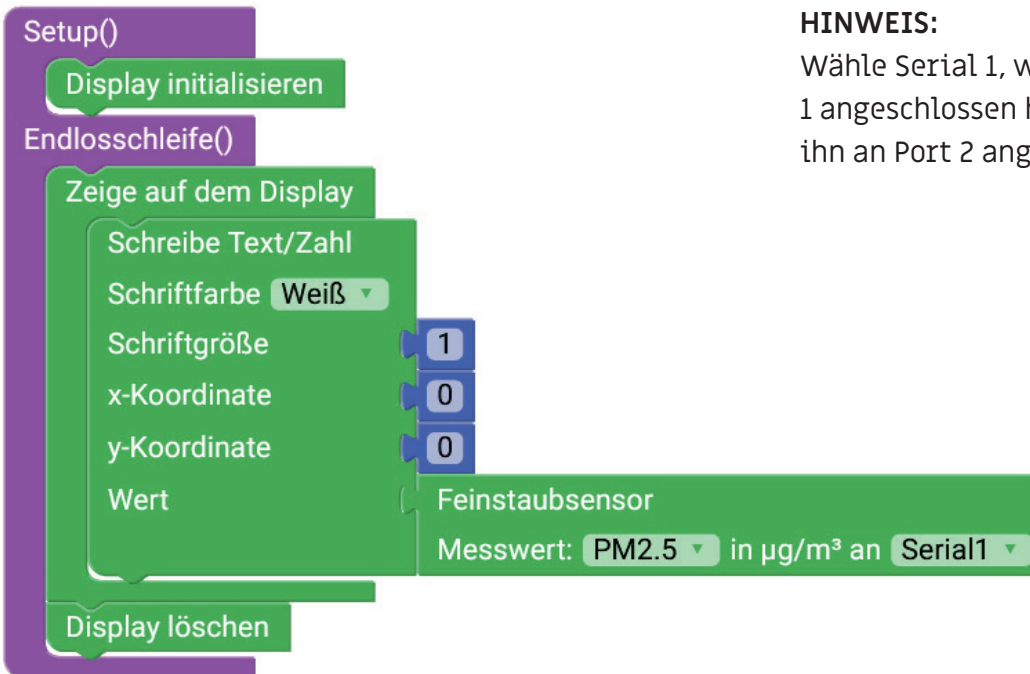 Setup()
Display initialisieren
Endlosschleife()
Zeige auf dem Display
Schreibe Text/Zahl
Schriftfarbe Weiß
Schriftgröße 1
x-Koordinate 0
y-Koordinate 0
Wert Feinstaubsensor
Messwert: PM2.5 in µg/m³ an Serial1
Display löschen
HINWEIS:
Wähle Serial 1, w
1 angeschlossen
ihn an Port 2 ang